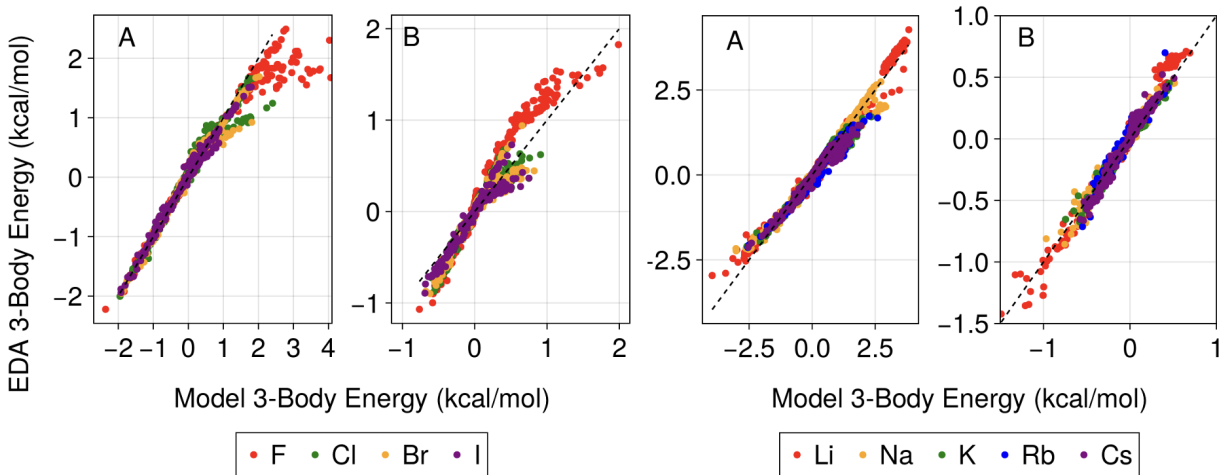 A
B
A
B
EDA 3-Body Energy (kcal/mol)
2
1
0
−1
−2
−2 −1 0 1 2 3 4
2
1
0
−1
−1 0 1 2
2.5
0.0
−2.5
−2.5 0.0 2.5
1.0
0.5
0.0
−0.5
−1.0
−1.5
−1 0 1
Model 3-Body Energy (kcal/mol)
Model 3-Body Energy (kcal/mol)
F Cl Br I
Li Na K Rb Cs